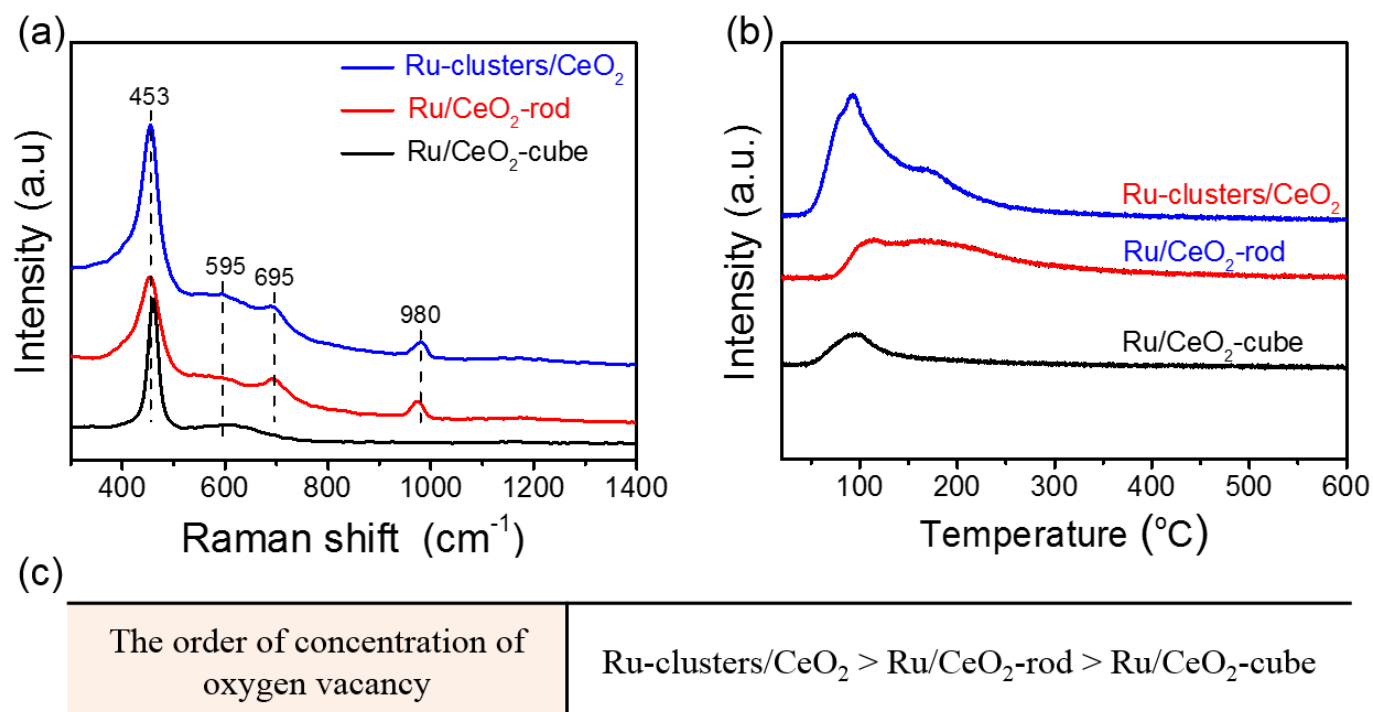 (a)
Intensity (a.u)
453
595
695
980
Ru-clusters/CeO₂
Ru/CeO₂-rod
Ru/CeO₂-cube
400 600 800 1000 1200 1400
Raman shift (cm⁻¹)
(b)
Intensity (a.u.)
Ru-clusters/CeO₂
Ru/CeO₂-rod
Ru/CeO₂-cube
100 200 300 400 500 600
Temperature (°C)
(c)
The order of concentration of
oxygen vacancy
Ru-clusters/CeO₂ > Ru/CeO₂-rod > Ru/CeO₂-cube